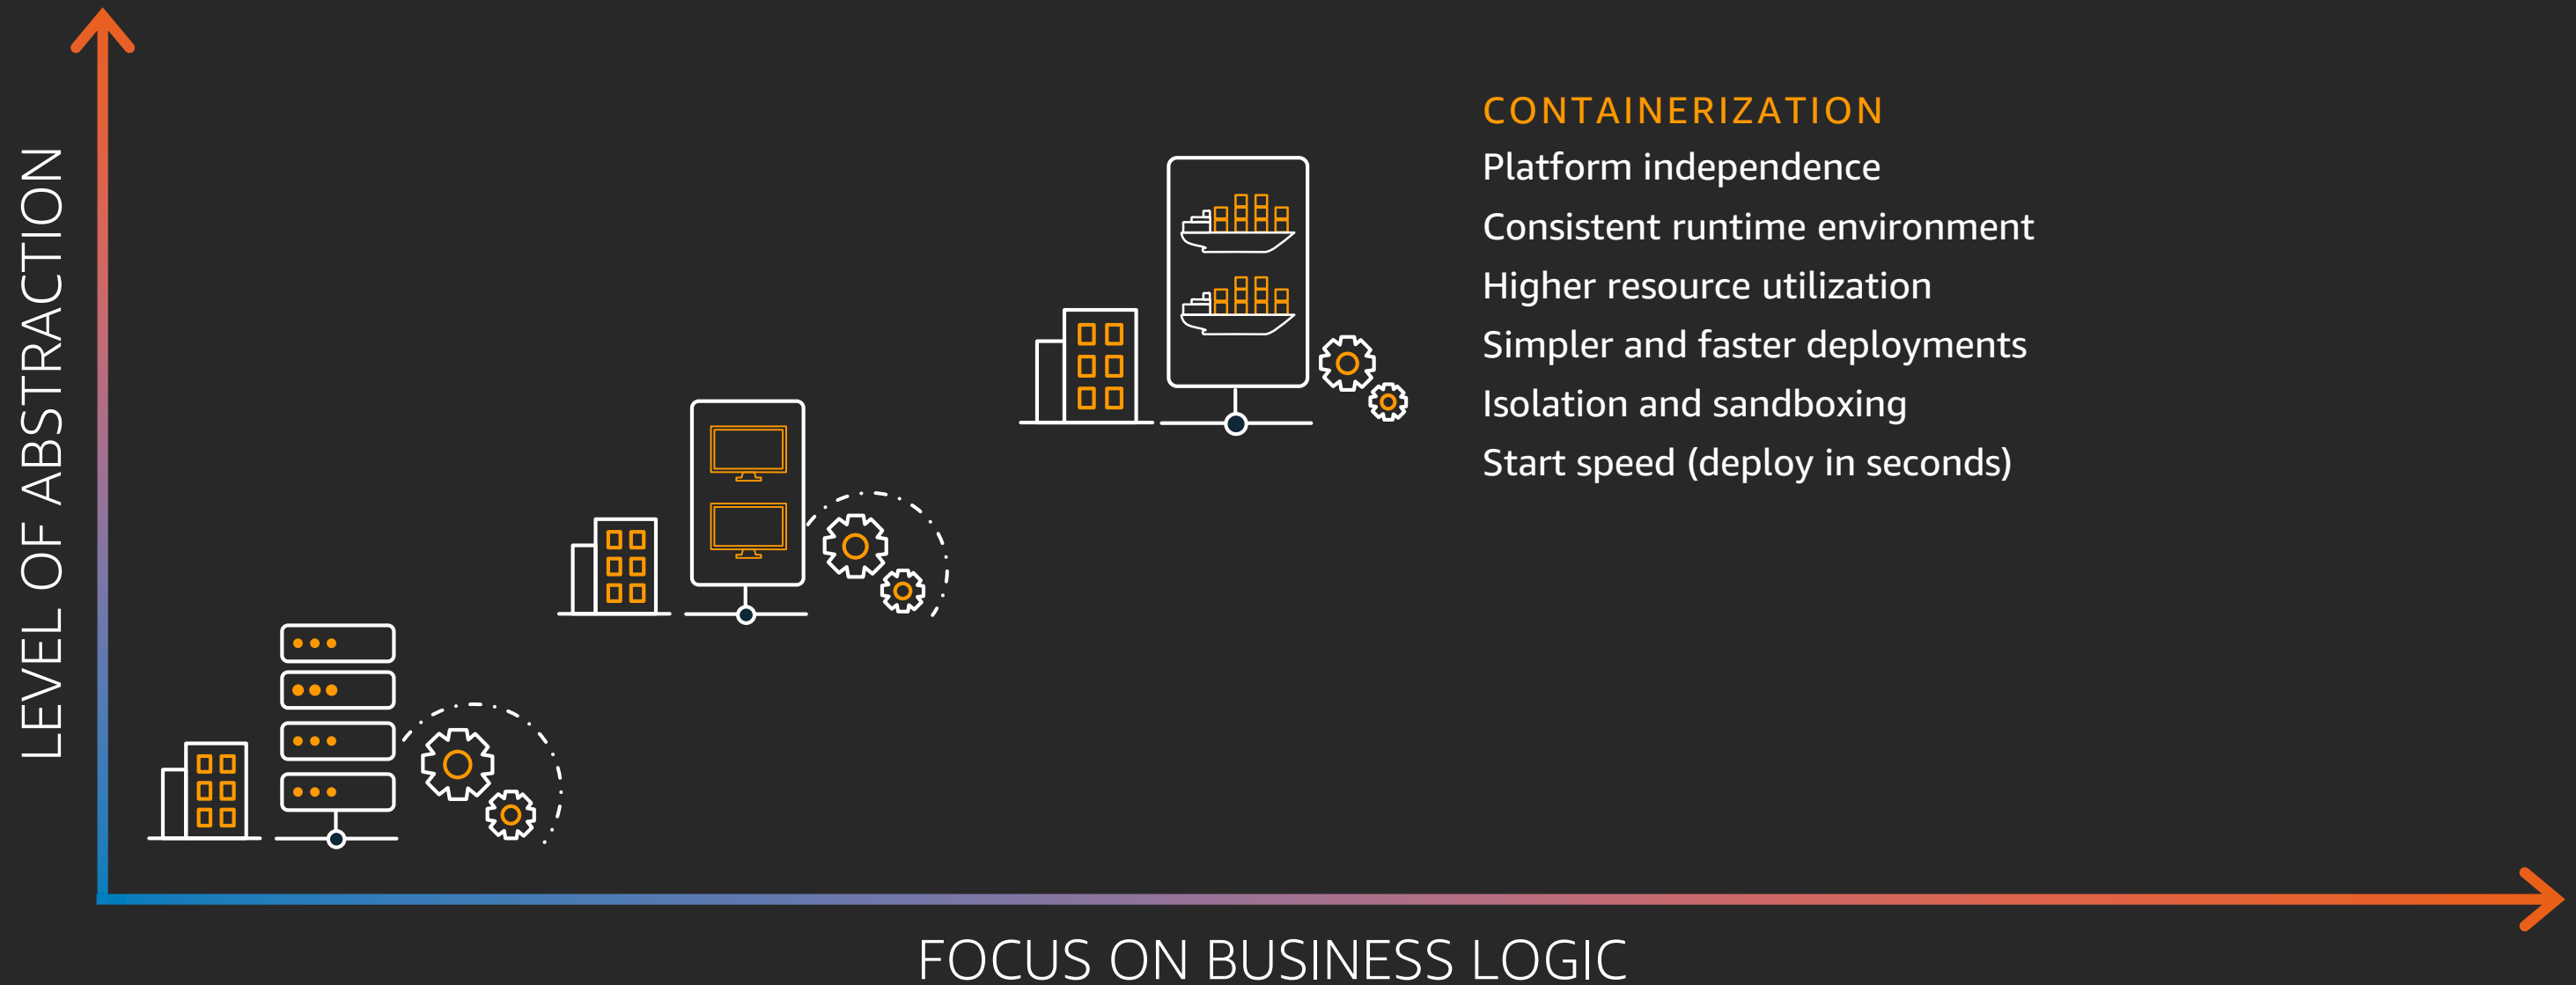 LEVEL OF ABSTRACTION
CONTAINERIZATION
Platform independence
Consistent runtime environment
Higher resource utilization
Simpler and faster deployments
Isolation and sandboxing
Start speed (deploy in seconds)
FOCUS ON BUSINESS LOGIC